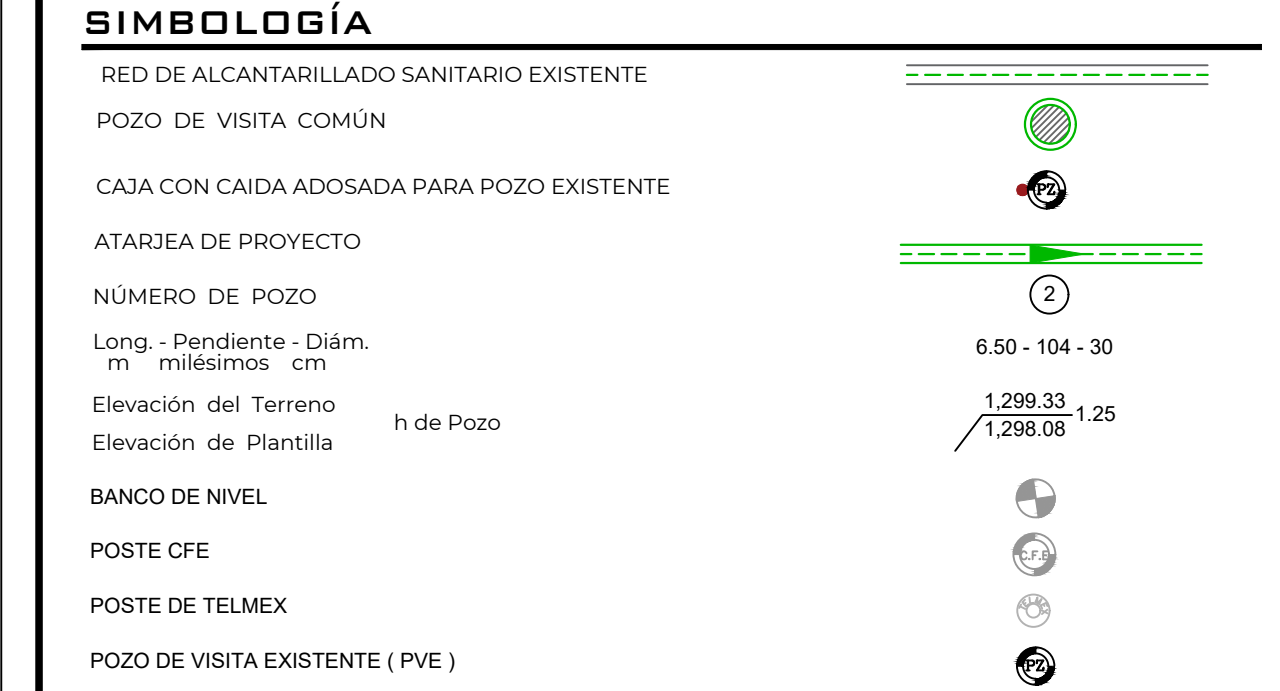 SIMBOLOGÍA
RED DE ALCANTARILLADO SANITARIO EXISTENTE
POZO DE VISITA COMÚN
CAJA CON CAIDA ADOSADA PARA POZO EXISTENTE
PZ
ATARJEA DE PROYECTO
NÚMERO DE POZO
2
Long. - Pendiente - Diám.
m milésimos cm
6.50 - 104 - 30
Elevación del Terreno
Elevación de Plantilla
h de Pozo
1,299.33
1,298.08
1.25
BANCO DE NIVEL
POSTE CFE
C.F.E
POSTE DE TELMEX
TELMEX
POZO DE VISITA EXISTENTE ( PVE )
PZ